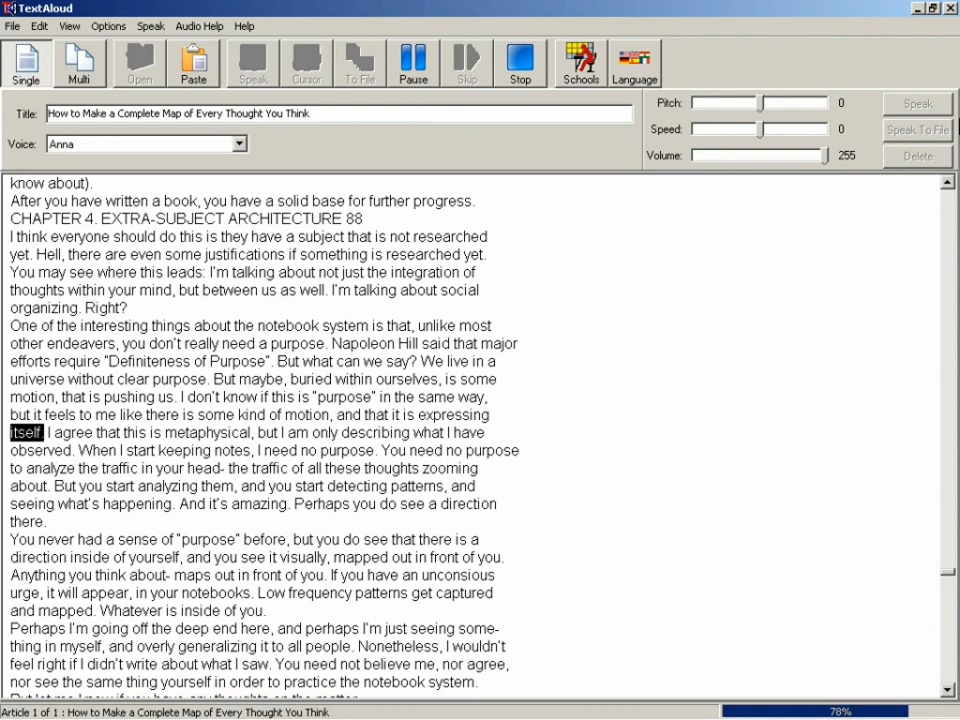 TextAloud
File Edit View Options Speak Audio Help Help
Single Multi Open Paste Speak Cursor To File Pause Skip Stop Schools Language
Title: How to Make a Complete Map of Every Thought You Think
Voice: Anna
Pitch: 0 Speak
Speed: 0 Speak To File
Volume: 255 Delete
know about).
After you have written a book, you have a solid base for further progress.
CHAPTER 4. EXTRA-SUBJECT ARCHITECTURE 88
I think everyone should do this is they have a subject that is not researched
yet. Hell, there are even some justifications if something is researched yet.
You may see where this leads: I'm talking about not just the integration of
thoughts within your mind, but between us as well. I'm talking about social
organizing. Right?
One of the interesting things about the notebook system is that, unlike most
other endeavers, you don't really need a purpose. Napoleon Hill said that major
efforts require "Definiteness of Purpose". But what can we say? We live in a
universe without clear purpose. But maybe, buried within ourselves, is some
motion, that is pushing us. I don't know if this is "purpose" in the same way,
but it feels to me like there is some kind of motion, and that it is expressing
itself. I agree that this is metaphysical, but I am only describing what I have
observed. When I start keeping notes, I need no purpose. You need no purpose
to analyze the traffic in your head- the traffic of all these thoughts zooming
about. But you start analyzing them, and you start detecting patterns, and
seeing what's happening. And it's amazing. Perhaps you do see a direction
there.
You never had a sense of "purpose" before, but you do see that there is a
direction inside of yourself, and you see it visually, mapped out in front of you.
Anything you think about- maps out in front of you. If you have an unconsious
urge, it will appear, in your notebooks. Low frequency patterns get captured
and mapped. Whatever is inside of you.
Perhaps I'm going off the deep end here, and perhaps I'm just seeing some-
thing in myself, and overly generalizing it to all people. Nonetheless, I wouldn't
feel right if I didn't write about what I saw. You need not believe me, nor agree,
nor see the same thing yourself in order to practice the notebook system.
But let me know if you have any thoughts on the matter.
Article 1 of 1 : How to Make a Complete Map of Every Thought You Think 78%